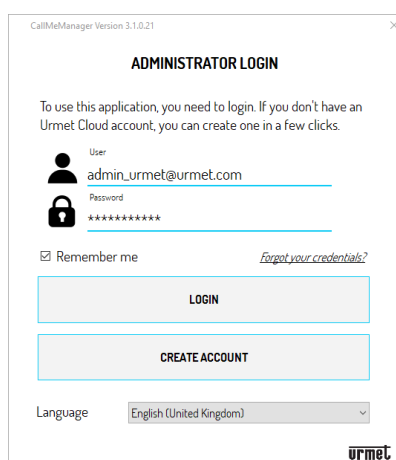 CallMeManager Version 3.1.0.21
ADMINISTRATOR LOGIN
To use this application, you need to login. If you don't have an
Urmet Cloud account, you can create one in a few clicks.
User
admin_urmet@urmet.com
Password
***********
Remember me
Forgot your credentials?
LOGIN
CREATE ACCOUNT
Language
English (United Kingdom)
urmet